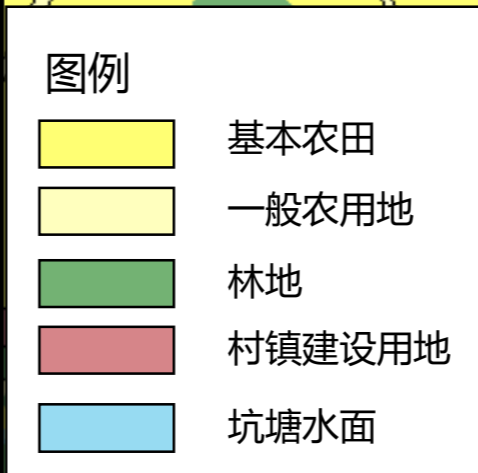 图例
基本农田
一般农用地
林地
村镇建设用地
坑塘水面